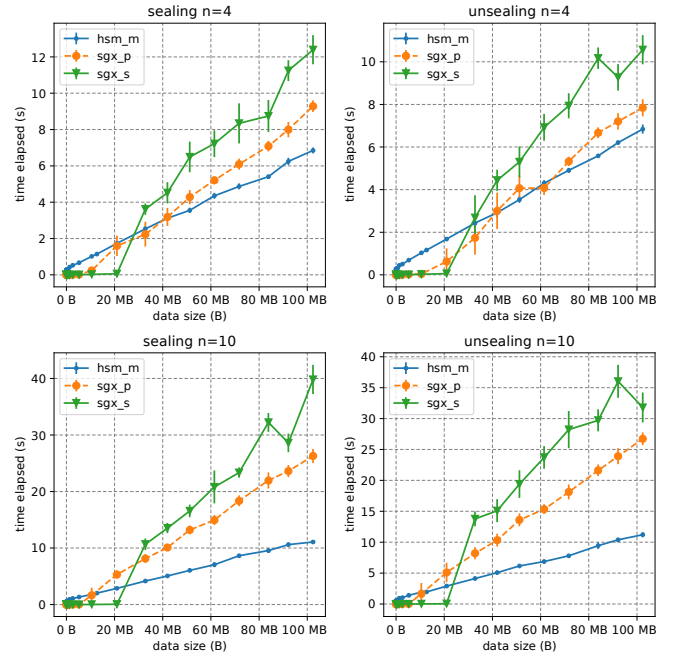 sealing n=4
unsealing n=4
hsm_m
sgx_p
sgx_s
hsm_m
sgx_p
sgx_s
time elapsed (s)
12
10
8
6
4
2
0
time elapsed (s)
10
8
6
4
2
0
0 B 20 MB 40 MB 60 MB 80 MB 100 MB
data size (B)
0 B 20 MB 40 MB 60 MB 80 MB 100 MB
data size (B)
sealing n=10
unsealing n=10
hsm_m
sgx_p
sgx_s
hsm_m
sgx_p
sgx_s
time elapsed (s)
40
30
20
10
0
time elapsed (s)
40
35
30
25
20
15
10
5
0
0 B 20 MB 40 MB 60 MB 80 MB 100 MB
data size (B)
0 B 20 MB 40 MB 60 MB 80 MB 100 MB
data size (B)